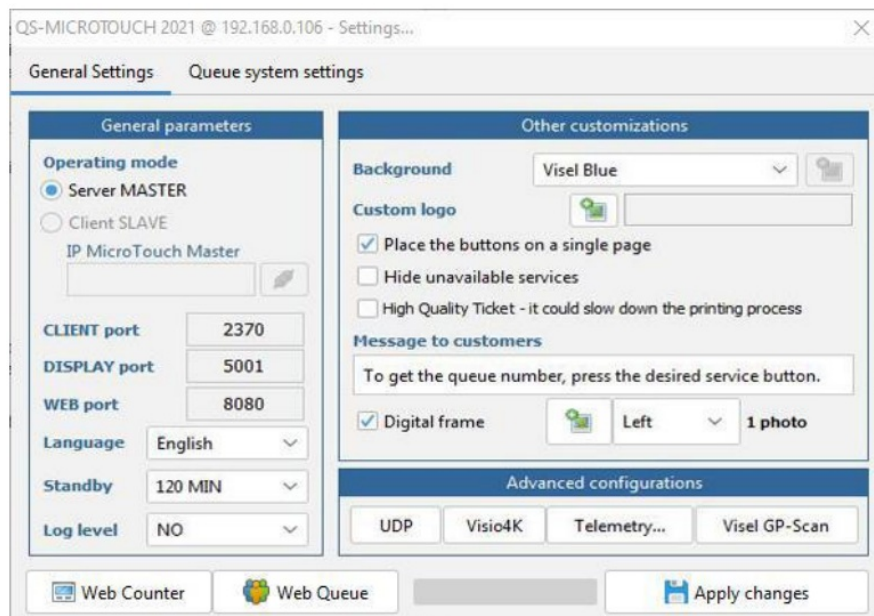 QS-MICROTOUCH 2021 @ 192.168.0.106 - Settings...
General Settings
Queue system settings
General parameters
Operating mode
Server MASTER
Client SLAVE
IP MicroTouch Master
CLIENT port 2370
DISPLAY port 5001
WEB port 8080
Language English
Standby 120 MIN
Log level NO
Other customizations
Background Visel Blue
Custom logo
Place the buttons on a single page
Hide unavailable services
High Quality Ticket - it could slow down the printing process
Message to customers
To get the queue number, press the desired service button.
Digital frame Left 1 photo
Advanced configurations
UDP Visio4K Telemetry... Visel GP-Scan
Web Counter Web Queue Apply changes